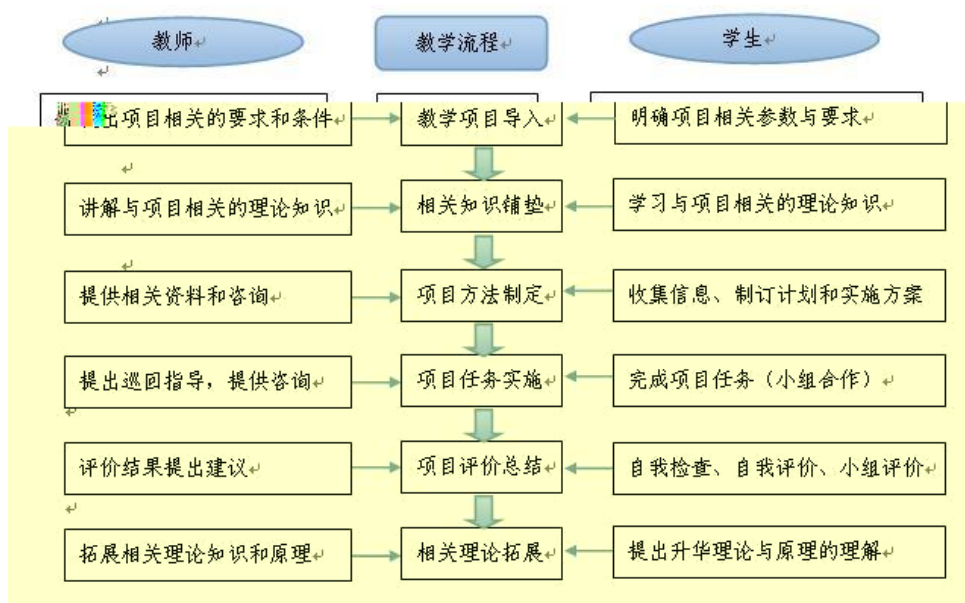 教师
教学流程
学生
出项目相关的要求和条件
教学项目导入
明确项目相关参数与要求
讲解与项目相关的理论知识
相关知识铺垫
学习与项目相关的理论知识
提供相关资料和咨询
项目方法制定
收集信息、制订计划和实施方案
提出巡回指导，提供咨询
项目任务实施
完成项目任务（小组合作）
评价结果提出建议
项目评价总结
自我检查、自我评价、小组评价
拓展相关理论知识和原理
相关理论拓展
提出升华理论与原理的理解